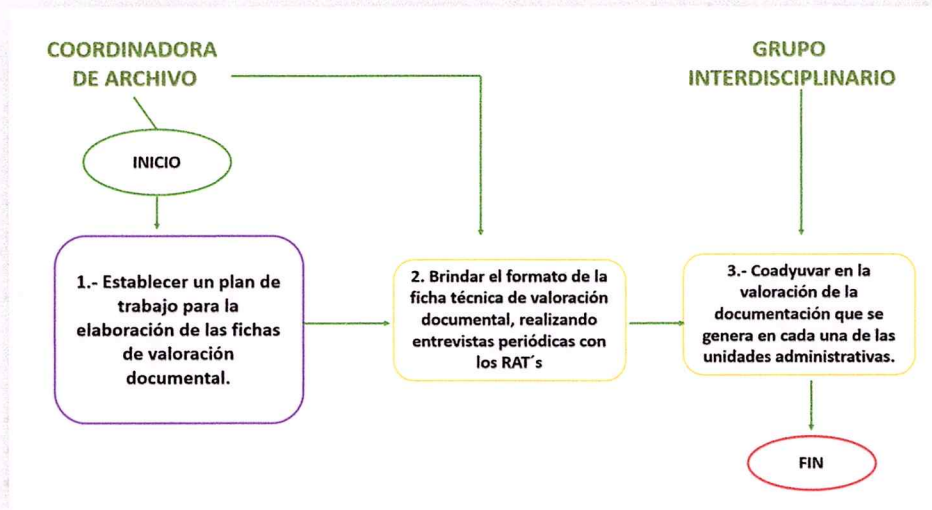 COORDINADORA
DE ARCHIVO
GRUPO
INTERDISCIPLINARIO
INICIO
1.- Establecer un plan de
trabajo para la
elaboración de las fichas
de valoración
documental.
2. Brindar el formato de la
ficha técnica de valoración
documental, realizando
entrevistas periódicas con
los RAT´s
3.- Coadyuvar en la
valoración de la
documentación que se
genera en cada una de las
unidades administrativas.
FIN